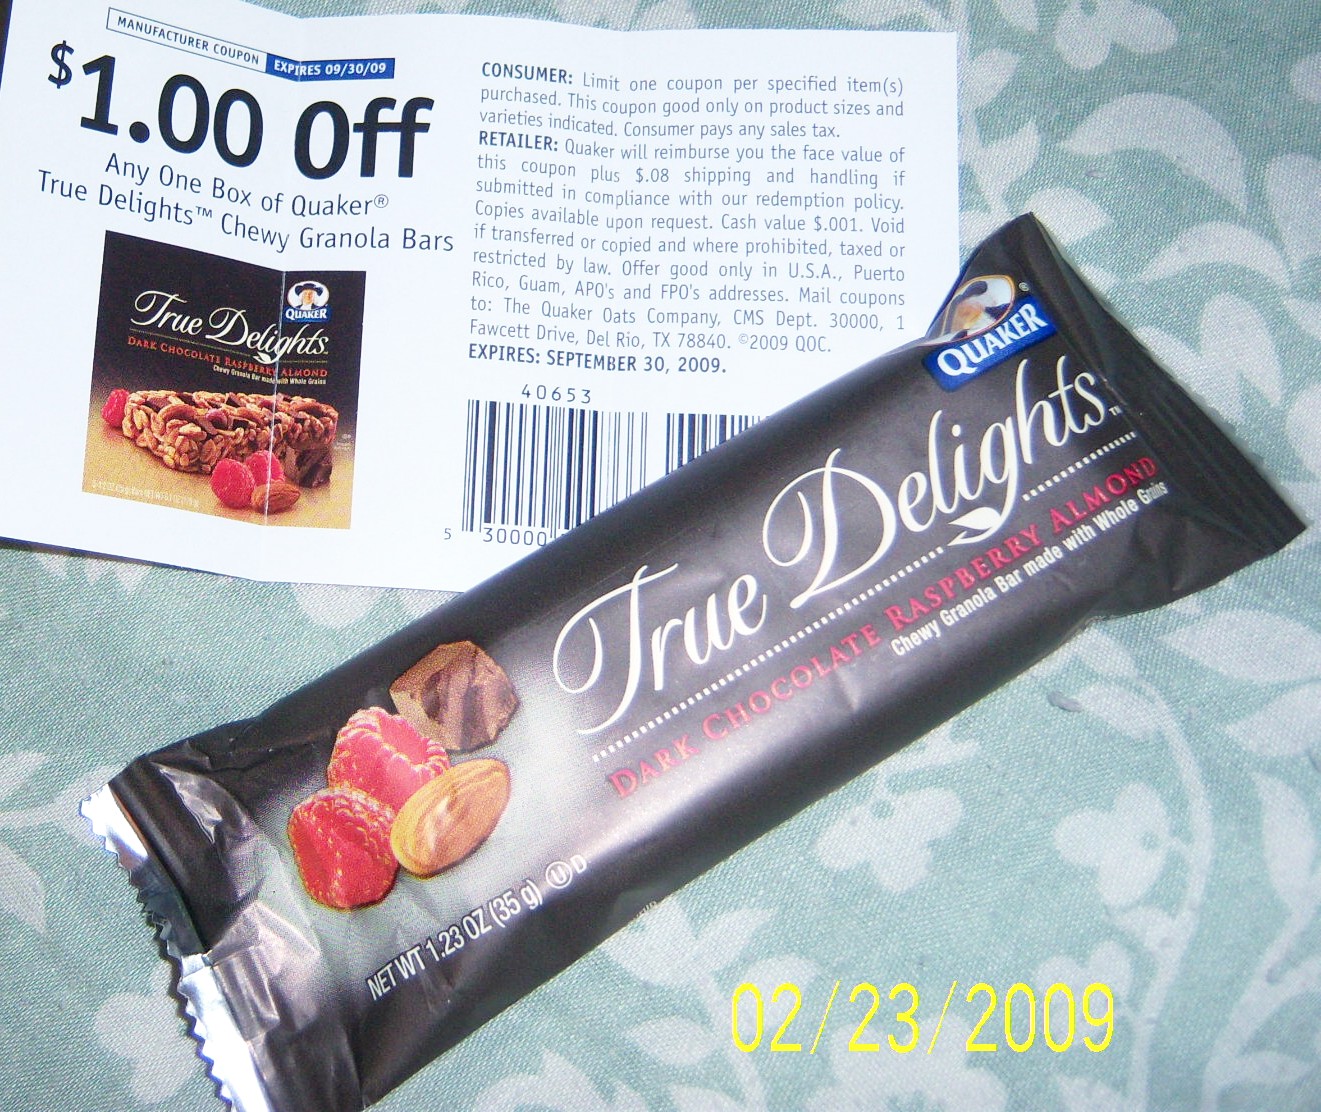 MANUFACTURER COUPON EXPIRES 09/30/09
$1.00 Off
Any One Box of Quaker®
True Delights™ Chewy Granola Bars
QUAKER
True Delights
DARK CHOCOLATE RASPBERRY ALMOND
Chewy Granola Bar made with Whole Grains
CONSUMER: Limit one coupon per specified item(s)
purchased. This coupon good only on product sizes and
varieties indicated. Consumer pays any sales tax.
RETAILER: Quaker will reimburse you the face value of
this coupon plus $.08 shipping and handling if
submitted in compliance with our redemption policy.
Copies available upon request. Cash value $.001. Void
if transferred or copied and where prohibited, taxed or
restricted by law. Offer good only in U.S.A., Puerto
Rico, Guam, APO's and FPO's addresses. Mail coupons
to: The Quaker Oats Company, CMS Dept. 30000, 1
Fawcett Drive, Del Rio, TX 78840. ©2009 QOC.
EXPIRES: SEPTEMBER 30, 2009.
40653
5 30000
QUAKER®
True Delights™
DARK CHOCOLATE RASPBERRY ALMOND
Chewy Granola Bar made with Whole Grains
NET WT 1.23 OZ (35 g) Ⓤ D
02/23/2009